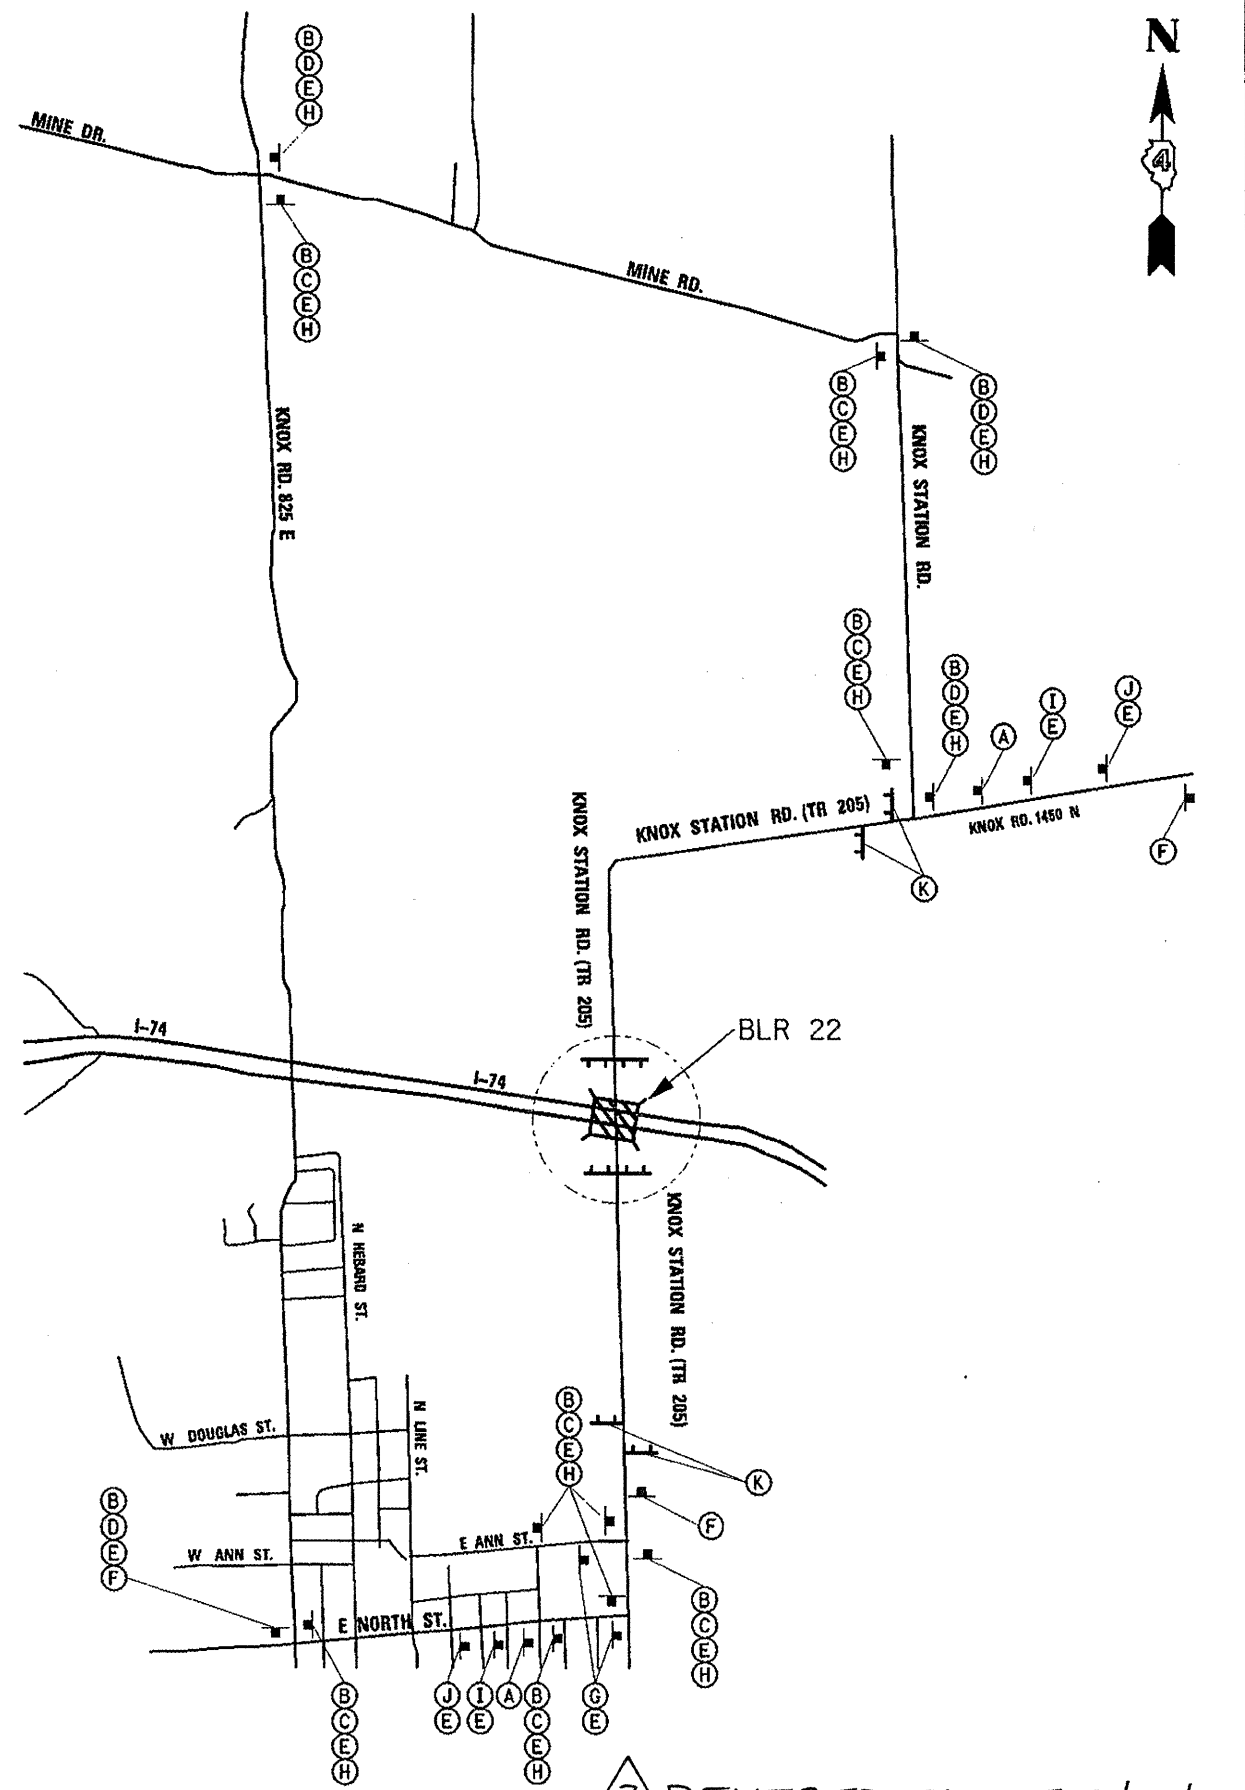 N
4
B
D
E
H
MINE DR.
B
C
E
H
MINE RD.
B
C
E
H
B
D
E
H
KNOX RD. 825 E
KNOX STATION RD.
B
C
E
H
B
D
E
H
A
I
E
J
E
KNOX STATION RD. (TR 205)
KNOX RD. 1450 N
F
K
KNOX STATION RD. (TR 205)
I-74
I-74
BLR 22
KNOX STATION RD. (TR 205)
N HEBARD ST.
W DOUGLAS ST.
N LINE ST.
B
C
E
H
K
F
B
D
E
F
W ANN ST.
E ANN ST.
E NORTH ST.
B
C
E
H
B
C
E
H
J
E
I
E
A
B
C
E
H
G
E